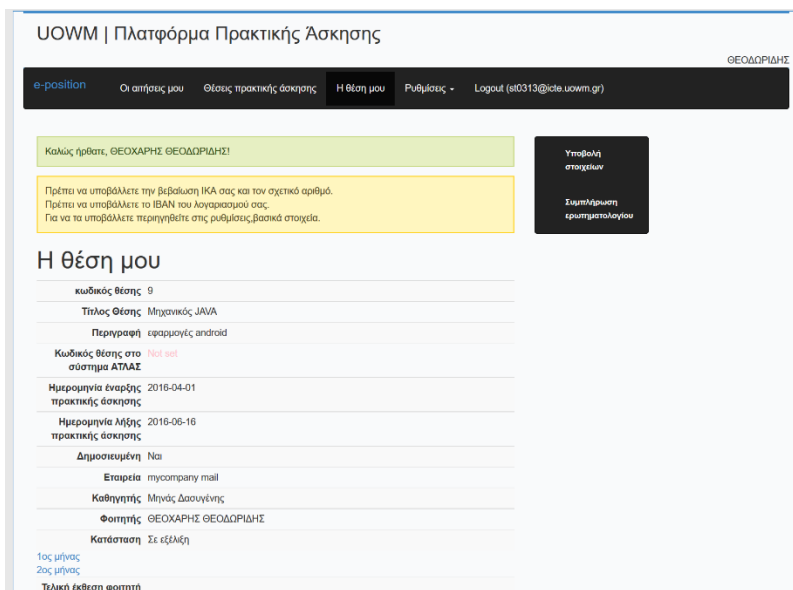 UOWM | Πλατφόρμα Πρακτικής Άσκησης
ΘΕΟΔΩΡΙΔΗΣ
e-position Οι αιτήσεις μου Θέσεις πρακτικής άσκησης Η θέση μου Ρυθμίσεις Logout (st0313@icte.uowm.gr)
Καλώς ήρθατε, ΘΕΟΧΑΡΗΣ ΘΕΟΔΩΡΙΔΗΣ!
Πρέπει να υποβάλλετε την βεβαίωση ΙΚΑ σας και τον σχετικό αριθμό.
Πρέπει να υποβάλλετε το IBAN του λογαριασμού σας.
Για να τα υποβάλλετε περιηγηθείτε στις ρυθμίσεις,βασικά στοιχεία.
Υποβολή
στοιχείων
Συμπλήρωση
ερωτηματολογίου
Η θέση μου
κωδικός θέσης 9
Τίτλος Θέσης Μηχανικός JAVA
Περιγραφή εφαρμογές android
Κωδικός θέσης στο Not set
σύστημα ΑΤΛΑΣ
Ημερομηνία έναρξης 2016-04-01
πρακτικής άσκησης
Ημερομηνία λήξης 2016-06-16
πρακτικής άσκησης
Δημοσιευμένη Ναι
Εταιρεία mycompany mail
Καθηγητής Μηνάς Δασυγένης
Φοιτητής ΘΕΟΧΑΡΗΣ ΘΕΟΔΩΡΙΔΗΣ
Κατάσταση Σε εξέλιξη
1ος μήνας
2ος μήνας
Τελική έκθεση φοιτητή